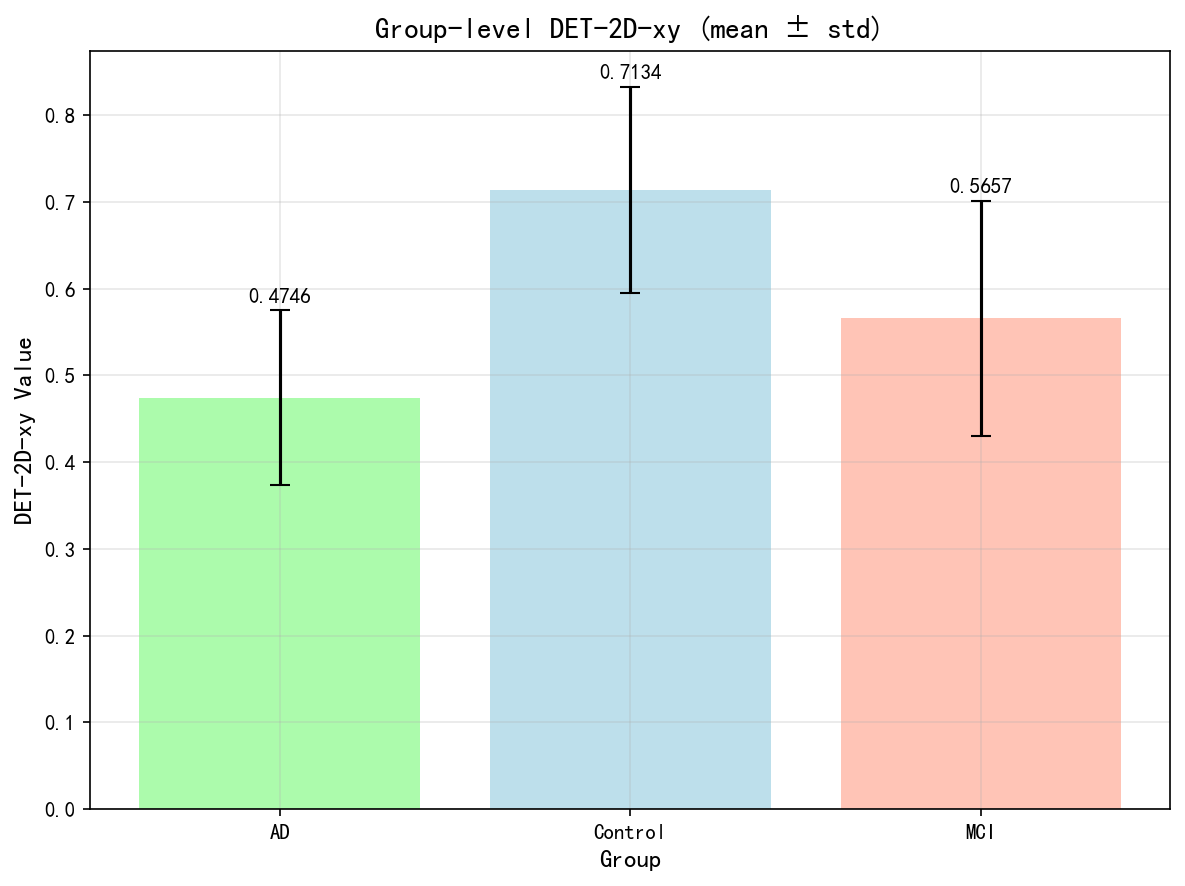 Group-level DET-2D-xy (mean ± std)
DET-2D-xy Value
0.8
0.7
0.6
0.5
0.4
0.3
0.2
0.1
0.0
0.4746
0.7134
0.5657
AD
Control
MCI
Group